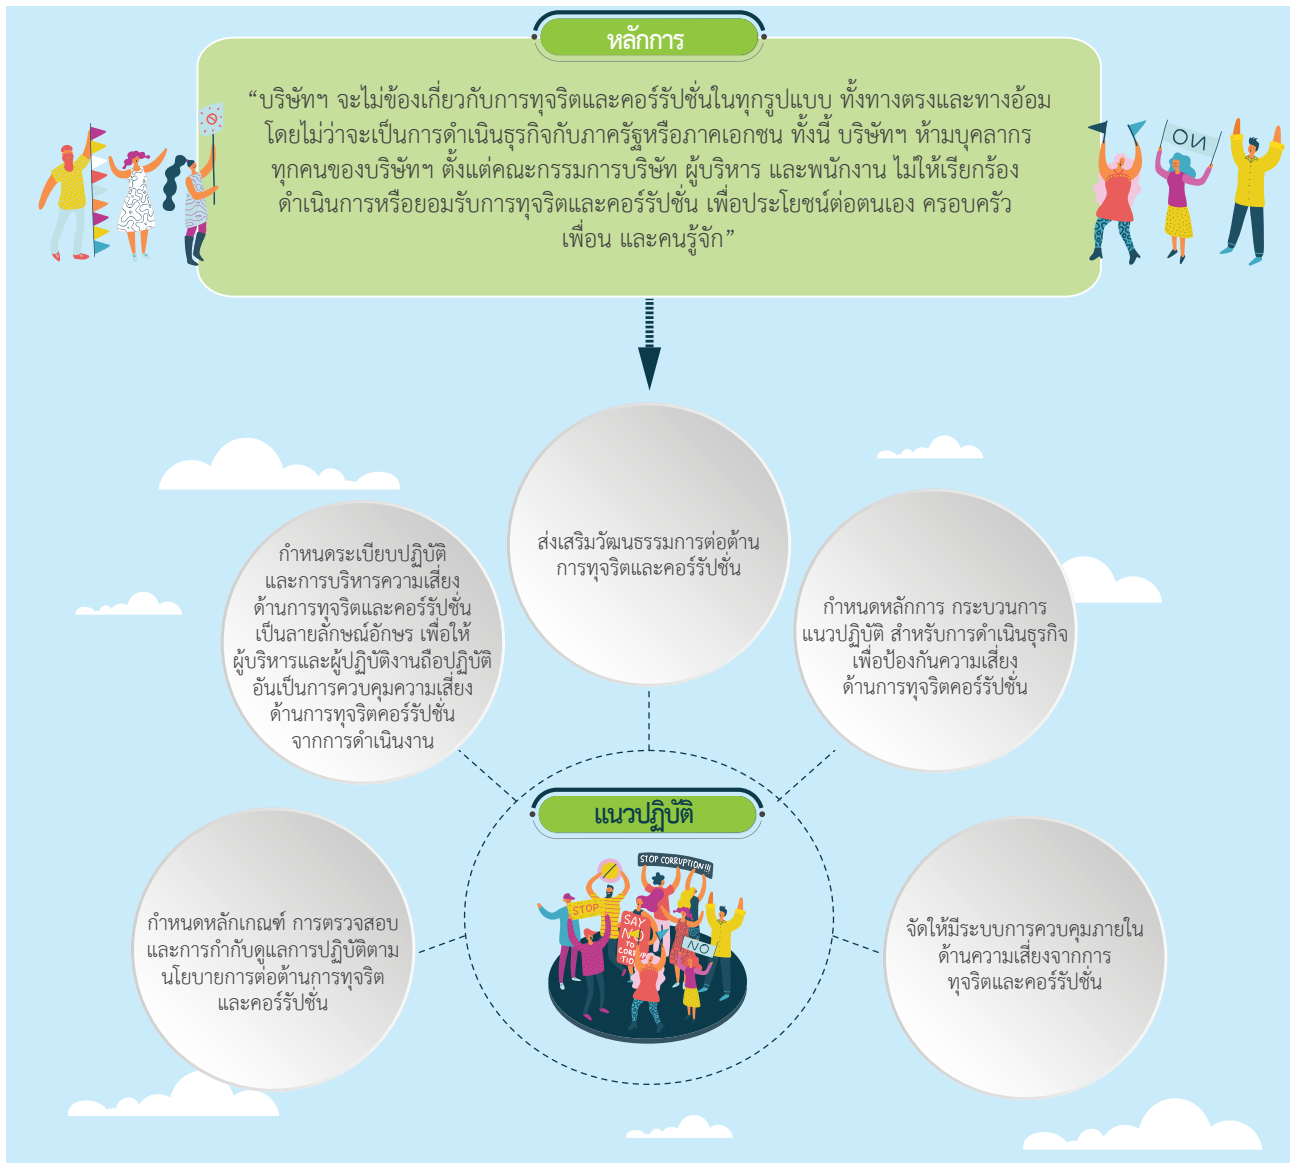 หลักการ
“บริษัทฯ จะไม่ข้องเกี่ยวกับการทุจริตและคอร์รัปชั่นในทุกรูปแบบ ทั้งทางตรงและทางอ้อม
โดยไม่ว่าจะเป็นการดำเนินธุรกิจกับภาครัฐหรือภาคเอกชน ทั้งนี้ บริษัทฯ ห้ามบุคลากร
ทุกคนของบริษัทฯ ตั้งแต่คณะกรรมการบริษัท ผู้บริหาร และพนักงาน ไม่ให้เรียกร้อง
ดำเนินการหรือยอมรับการทุจริตและคอร์รัปชั่น เพื่อประโยชน์ต่อตนเอง ครอบครัว
เพื่อน และคนรู้จัก”
NO
ส่งเสริมวัฒนธรรมการต่อต้าน
การทุจริตและคอร์รัปชั่น
กำหนดระเบียบปฏิบัติ
และการบริหารความเสี่ยง
ด้านการทุจริตและคอร์รัปชั่น
เป็นลายลักษณ์อักษร เพื่อให้
ผู้บริหารและผู้ปฏิบัติงานถือปฏิบัติ
อันเป็นการควบคุมความเสี่ยง
ด้านการทุจริตคอร์รัปชั่น
จากการดำเนินงาน
กำหนดหลักการ กระบวนการ
แนวปฏิบัติ สำหรับการดำเนินธุรกิจ
เพื่อป้องกันความเสี่ยง
ด้านการทุจริตคอร์รัปชั่น
แนวปฏิบัติ
STOP CORRUPTION!!!
STOP
SAY
NO
TO
CORRUP
TION
NO
กำหนดหลักเกณฑ์ การตรวจสอบ
และการกำกับดูแลการปฏิบัติตาม
นโยบายการต่อต้านการทุจริต
และคอร์รัปชั่น
จัดให้มีระบบการควบคุมภายใน
ด้านความเสี่ยงจากการ
ทุจริตและคอร์รัปชั่น